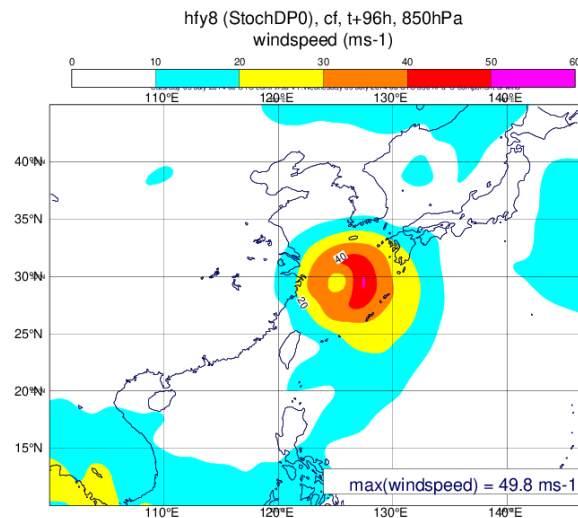 hfy8 (StochDP0), cf, t+96h, 850hPa
windspeed (ms-1)
0 10 20 30 40 50 60
110°E 120°E 130°E 140°E
40°N
35°N
30°N
25°N
20°N
15°N
40
20
110°E 120°E 130°E 140°E
max(windspeed) = 49.8 ms-1